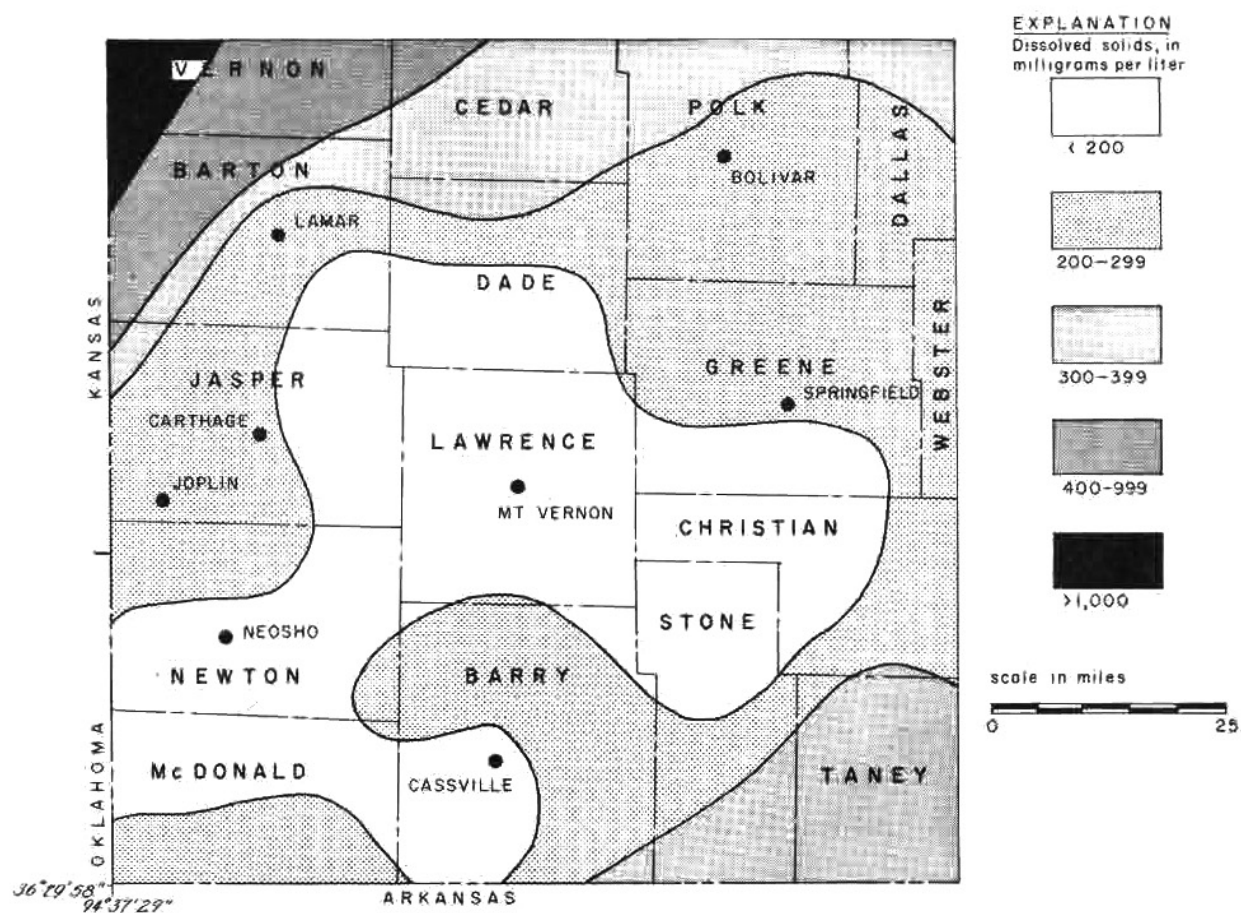 EXPLANATION
Dissolved solids, in
milligrams per liter
< 200
200-299
300-399
400-999
>1,000
scale in miles
0 25
VERNON
CEDAR
POLK
DALLAS
BARTON
BOLIVAR
LAMAR
DADE
KANSAS
JASPER
GREENE
WEBSTER
SPRINGFIELD
CARTHAGE
LAWRENCE
JOPLIN
MT VERNON
CHRISTIAN
STONE
NEOSHO
NEWTON
BARRY
OKLAHOMA
McDONALD
CASSVILLE
TANEY
36°29'58"
94°37'29"
ARKANSAS